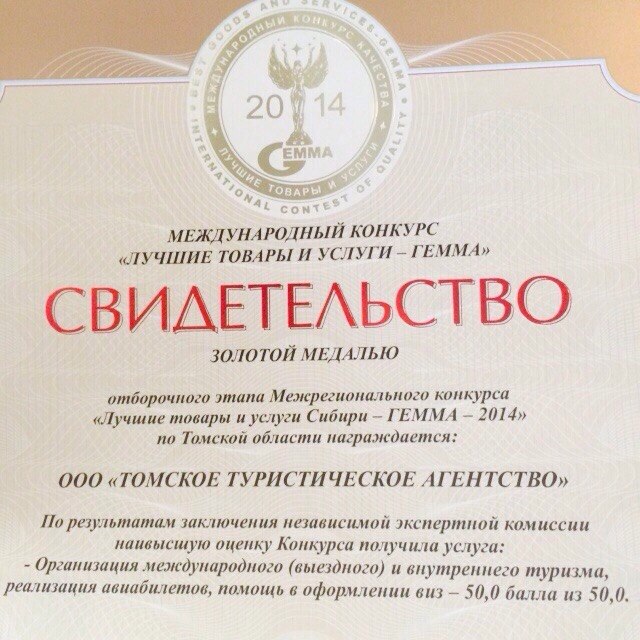 BEST GOODS AND SERVICES-GEMMA
INTERNATIONAL CONTEST OF QUALITY
МЕЖДУНАРОДНЫЙ КОНКУРС КАЧЕСТВА
ЛУЧШИЕ ТОВАРЫ И УСЛУГИ
20 14
GEMMA
МЕЖДУНАРОДНЫЙ КОНКУРС
«ЛУЧШИЕ ТОВАРЫ И УСЛУГИ – ГЕММА»
СВИДЕТЕЛЬСТВО
ЗОЛОТОЙ МЕДАЛЬЮ
отборочного этапа Межрегионального конкурса
«Лучшие товары и услуги Сибири – ГЕММА – 2014»
по Томской области награждается:
ООО «ТОМСКОЕ ТУРИСТИЧЕСКОЕ АГЕНТСТВО»
По результатам заключения независимой экспертной комиссии
наивысшую оценку Конкурса получила услуга:
- Организация международного (выездного) и внутреннего туризма,
реализация авиабилетов, помощь в оформлении виз – 50,0 балла из 50,0.